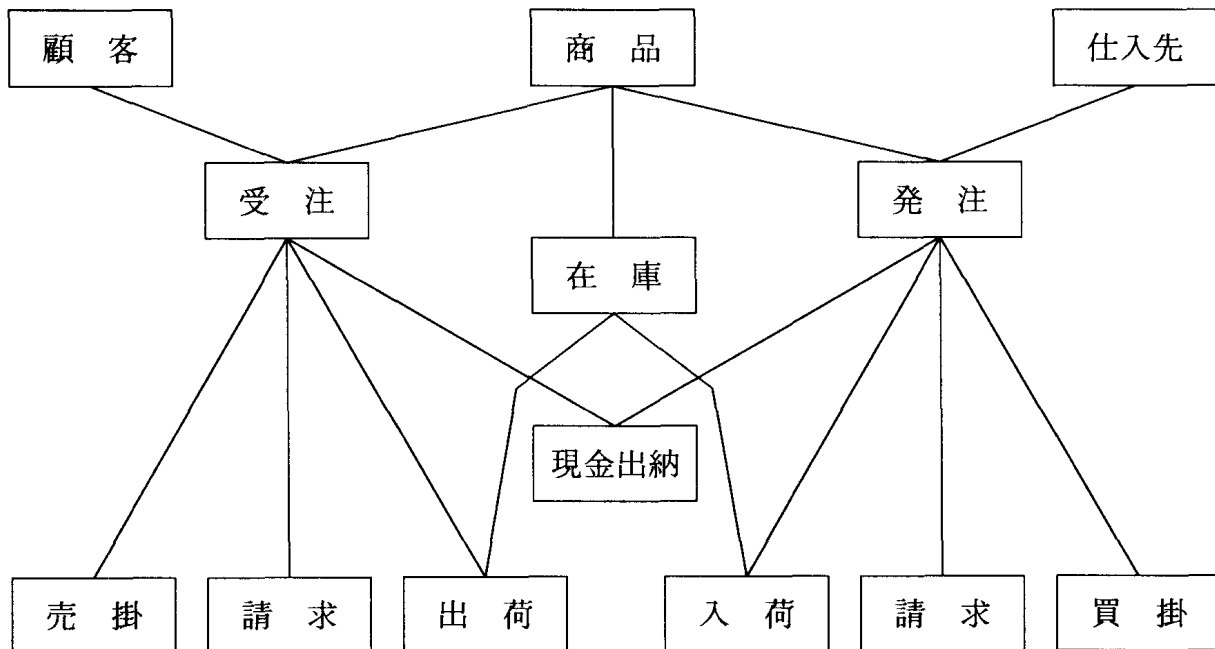 顧 客
商 品
仕入先
受 注
発 注
在 庫
現金出納
売 掛
請 求
出 荷
入 荷
請 求
買 掛